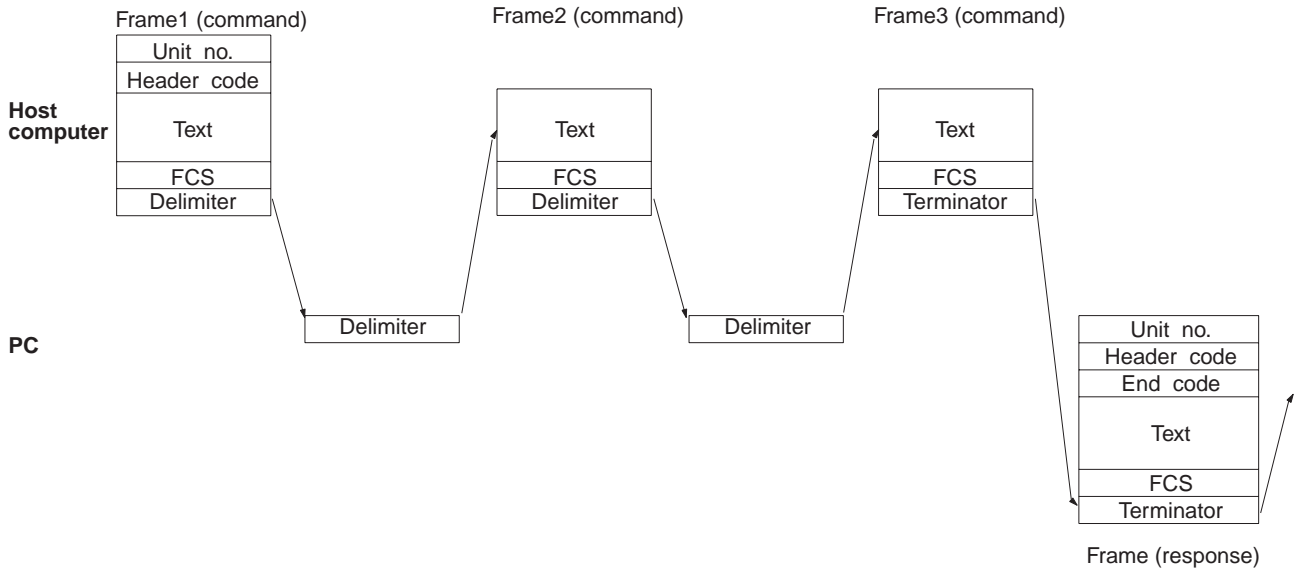 Frame1 (command)
Unit no.
Header code
Text
FCS
Delimiter
Frame2 (command)
Text
FCS
Delimiter
Frame3 (command)
Text
FCS
Terminator
Host
computer
Delimiter
Delimiter
PC
Unit no.
Header code
End code
Text
FCS
Terminator
Frame (response)